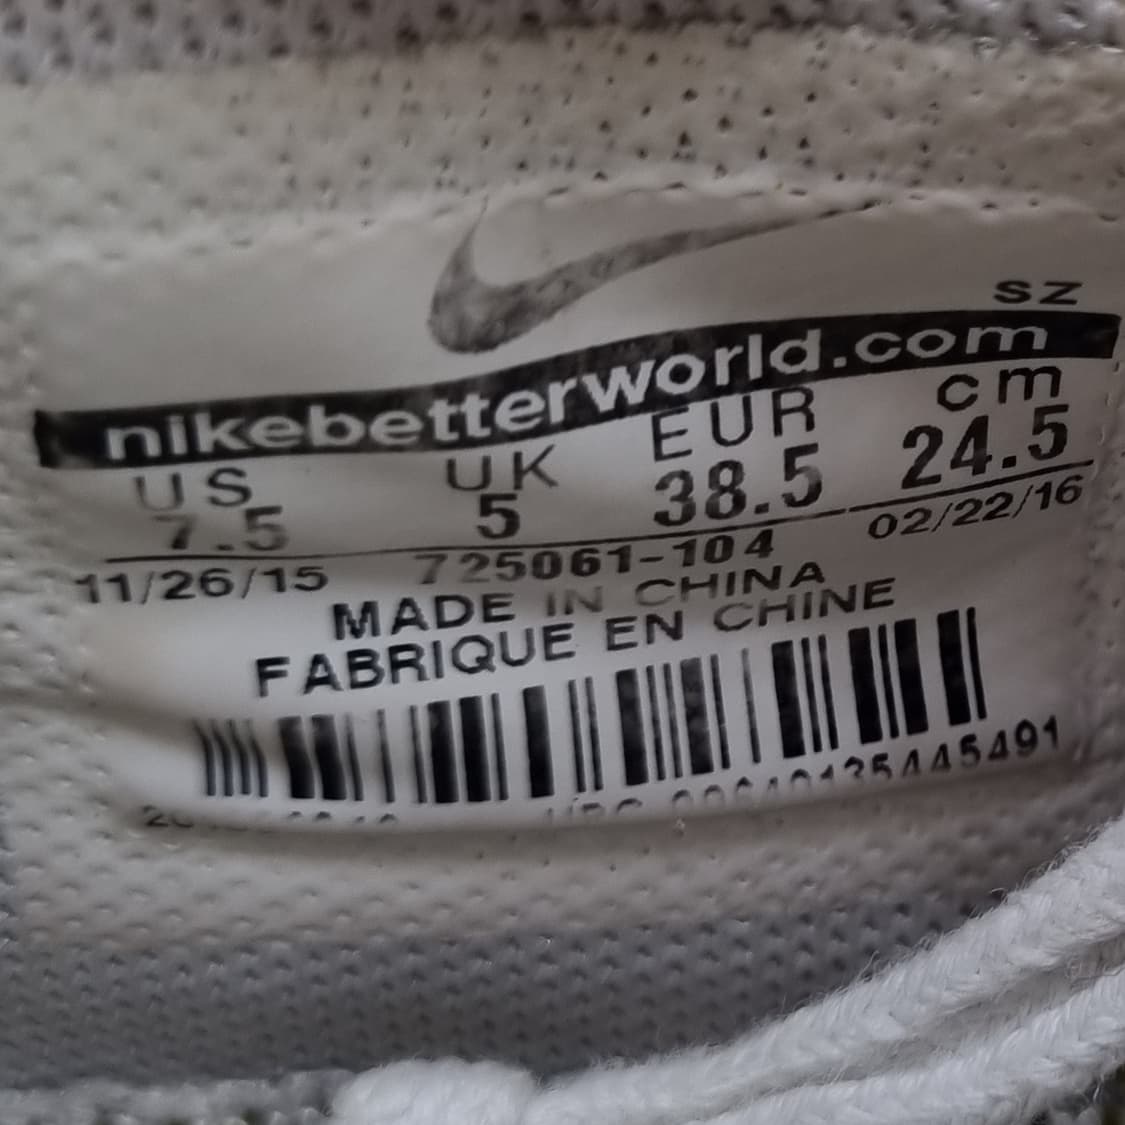 SZ
nikebetterworld.com
US UK EUR cm
7.5 5 38.5 24.5
11/26/15 725061-104 02/22/16
MADE IN CHINA
FABRIQUE EN CHINE